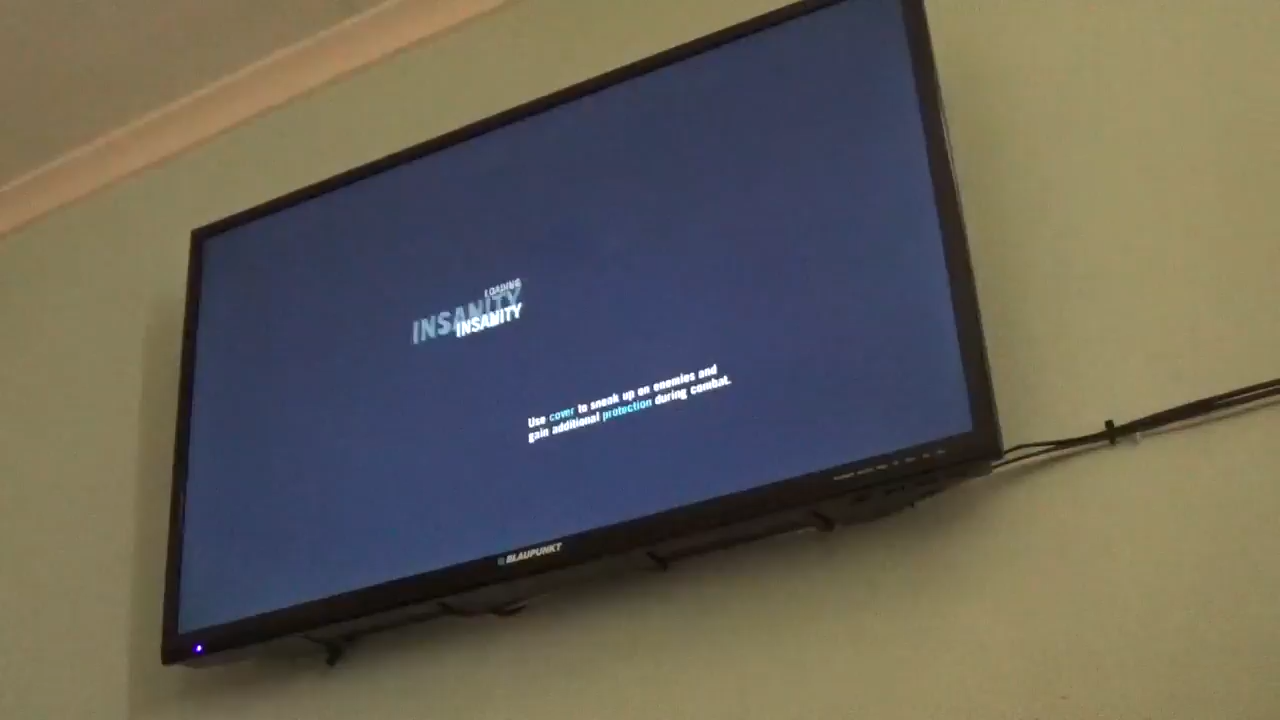 LOADING
INSANITY
INSANITY
Use cover to sneak up on enemies and
gain additional protection during combat.
BLAUPUNKT